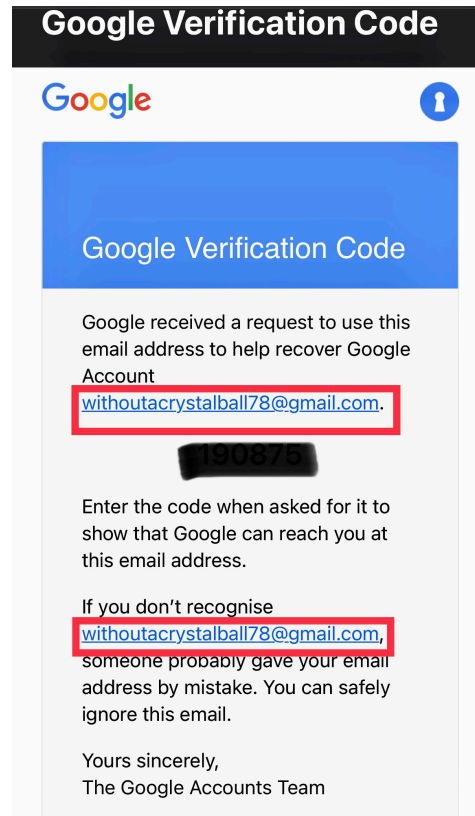 Google Verification Code
Google
Google Verification Code
Google received a request to use this
email address to help recover Google
Account
withoutacrystalball78@gmail.com.
190875
Enter the code when asked for it to
show that Google can reach you at
this email address.
If you don’t recognise
withoutacrystalball78@gmail.com,
someone probably gave your email
address by mistake. You can safely
ignore this email.
Yours sincerely,
The Google Accounts Team